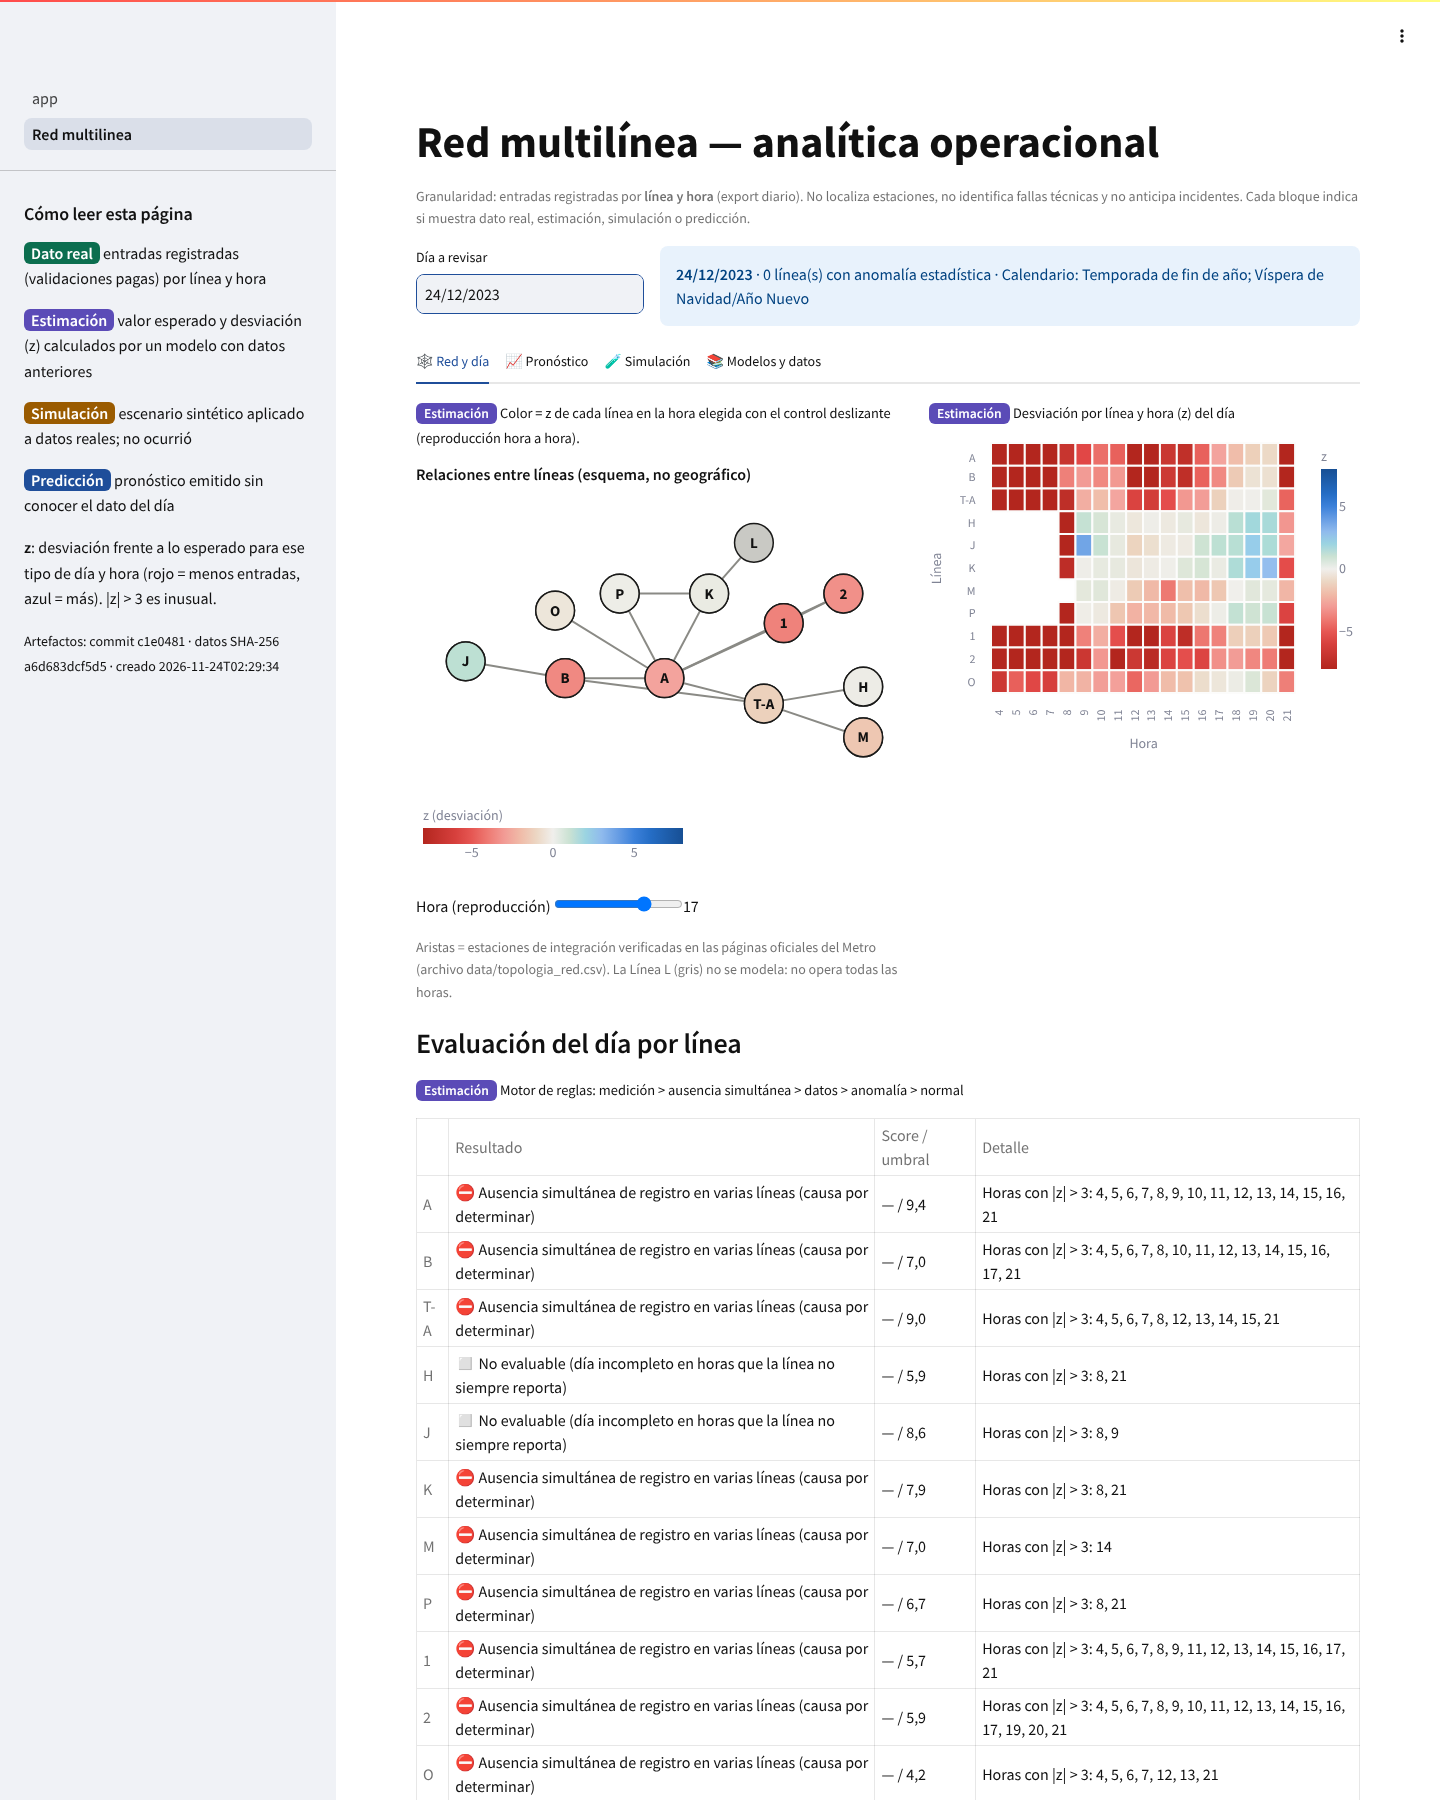 app
Red multilinea
Cómo leer esta página
Dato real entradas registradas
(validaciones pagas) por línea y hora
Estimación valor esperado y desviación
(z) calculados por un modelo con datos
anteriores
Simulación escenario sintético aplicado
a datos reales; no ocurrió
Predicción pronóstico emitido sin
conocer el dato del día
z: desviación frente a lo esperado para ese
tipo de día y hora (rojo = menos entradas,
azul = más). |z| > 3 es inusual.
Artefactos: commit c1e0481 · datos SHA-256
a6d683dcf5d5 · creado 2026-11-24T02:29:34
Red multilínea — analítica operacional
Granularidad: entradas registradas por línea y hora (export diario). No localiza estaciones, no identifica fallas técnicas y no anticipa incidentes. Cada bloque indica
si muestra dato real, estimación, simulación o predicción.
Día a revisar
24/12/2023
24/12/2023 · 0 línea(s) con anomalía estadística · Calendario: Temporada de fin de año; Víspera de
Navidad/Año Nuevo
🕸️ Red y día
📈 Pronóstico
🧪 Simulación
📚 Modelos y datos
Estimación Color = z de cada línea en la hora elegida con el control deslizante
(reproducción hora a hora).
Relaciones entre líneas (esquema, no geográfico)
L
P
K
2
O
1
J
B
A
T-A
H
M
z (desviación)
−5 0 5
Hora (reproducción) 17
Aristas = estaciones de integración verificadas en las páginas oficiales del Metro
(archivo data/topologia_red.csv). La Línea L (gris) no se modela: no opera todas las
horas.
Estimación Desviación por línea y hora (z) del día
Línea
A
B
T-A
H
J
K
M
P
1
2
O
4 5 6 7 8 9 10 11 12 13 14 15 16 17 18 19 20 21
Hora
z
5
0
−5
Evaluación del día por línea
Estimación Motor de reglas: medición > ausencia simultánea > datos > anomalía > normal
Resultado
Score /
umbral
Detalle
A
⛔ Ausencia simultánea de registro en varias líneas (causa por
determinar)
— / 9,4
Horas con |z| > 3: 4, 5, 6, 7, 8, 9, 10, 11, 12, 13, 14, 15, 16,
21
B
⛔ Ausencia simultánea de registro en varias líneas (causa por
determinar)
— / 7,0
Horas con |z| > 3: 4, 5, 6, 7, 8, 10, 11, 12, 13, 14, 15, 16,
17, 21
T-
A
⛔ Ausencia simultánea de registro en varias líneas (causa por
determinar)
— / 9,0
Horas con |z| > 3: 4, 5, 6, 7, 8, 12, 13, 14, 15, 21
H
◻️ No evaluable (día incompleto en horas que la línea no
siempre reporta)
— / 5,9
Horas con |z| > 3: 8, 21
J
◻️ No evaluable (día incompleto en horas que la línea no
siempre reporta)
— / 8,6
Horas con |z| > 3: 8, 9
K
⛔ Ausencia simultánea de registro en varias líneas (causa por
determinar)
— / 7,9
Horas con |z| > 3: 8, 21
M
⛔ Ausencia simultánea de registro en varias líneas (causa por
determinar)
— / 7,0
Horas con |z| > 3: 14
P
⛔ Ausencia simultánea de registro en varias líneas (causa por
determinar)
— / 6,7
Horas con |z| > 3: 8, 21
1
⛔ Ausencia simultánea de registro en varias líneas (causa por
determinar)
— / 5,7
Horas con |z| > 3: 4, 5, 6, 7, 8, 9, 11, 12, 13, 14, 15, 16, 17,
21
2
⛔ Ausencia simultánea de registro en varias líneas (causa por
determinar)
— / 5,9
Horas con |z| > 3: 4, 5, 6, 7, 8, 9, 10, 11, 12, 13, 14, 15, 16,
17, 19, 20, 21
O
⛔ Ausencia simultánea de registro en varias líneas (causa por
determinar)
— / 4,2
Horas con |z| > 3: 4, 5, 6, 7, 12, 13, 21